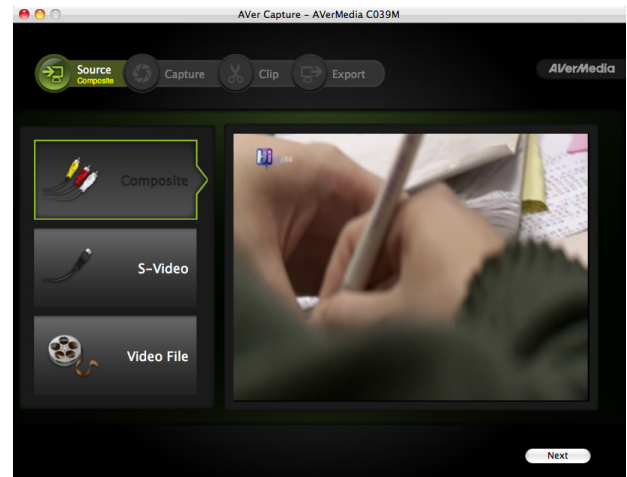 AVer Capture – AVerMedia C039M
Source
Composite
Capture
Clip
Export
AVerMedia
Composite
S-Video
Video File
Next